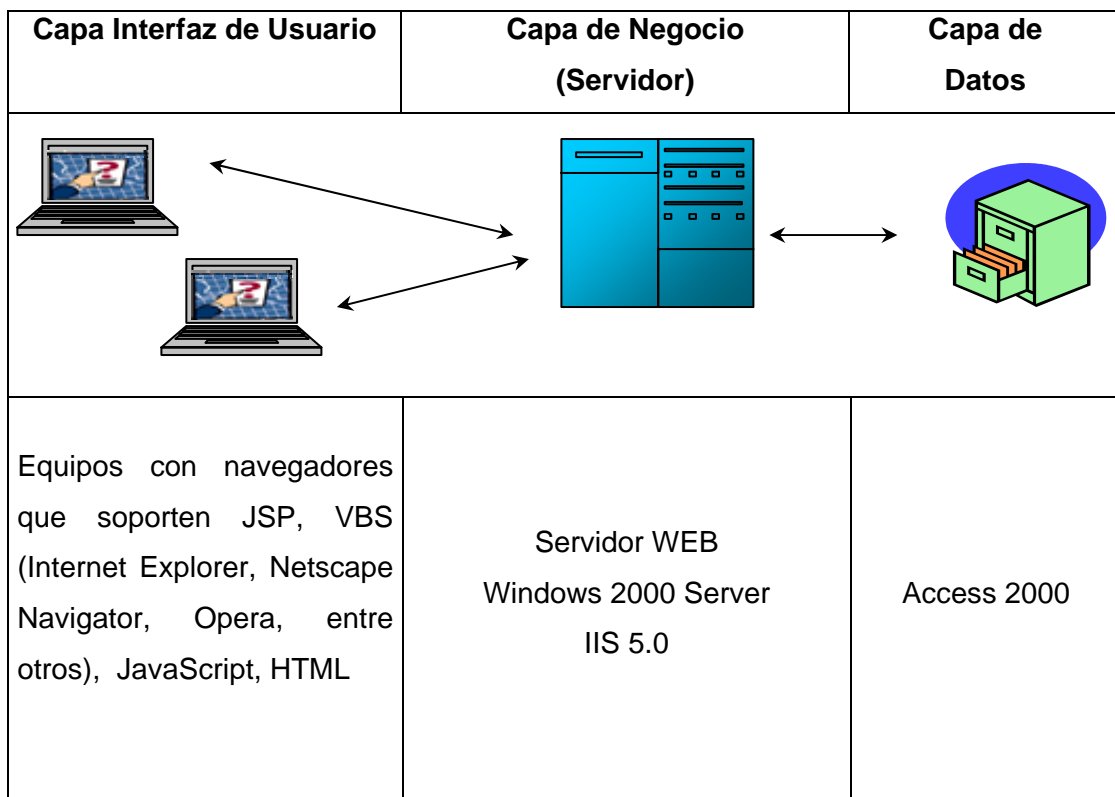 Capa Interfaz de Usuario
Capa de Negocio
(Servidor)
Capa de
Datos
Equipos con navegadores
que soporten JSP, VBS
(Internet Explorer, Netscape
Navigator, Opera, entre
otros), JavaScript, HTML
Servidor WEB
Windows 2000 Server
IIS 5.0
Access 2000